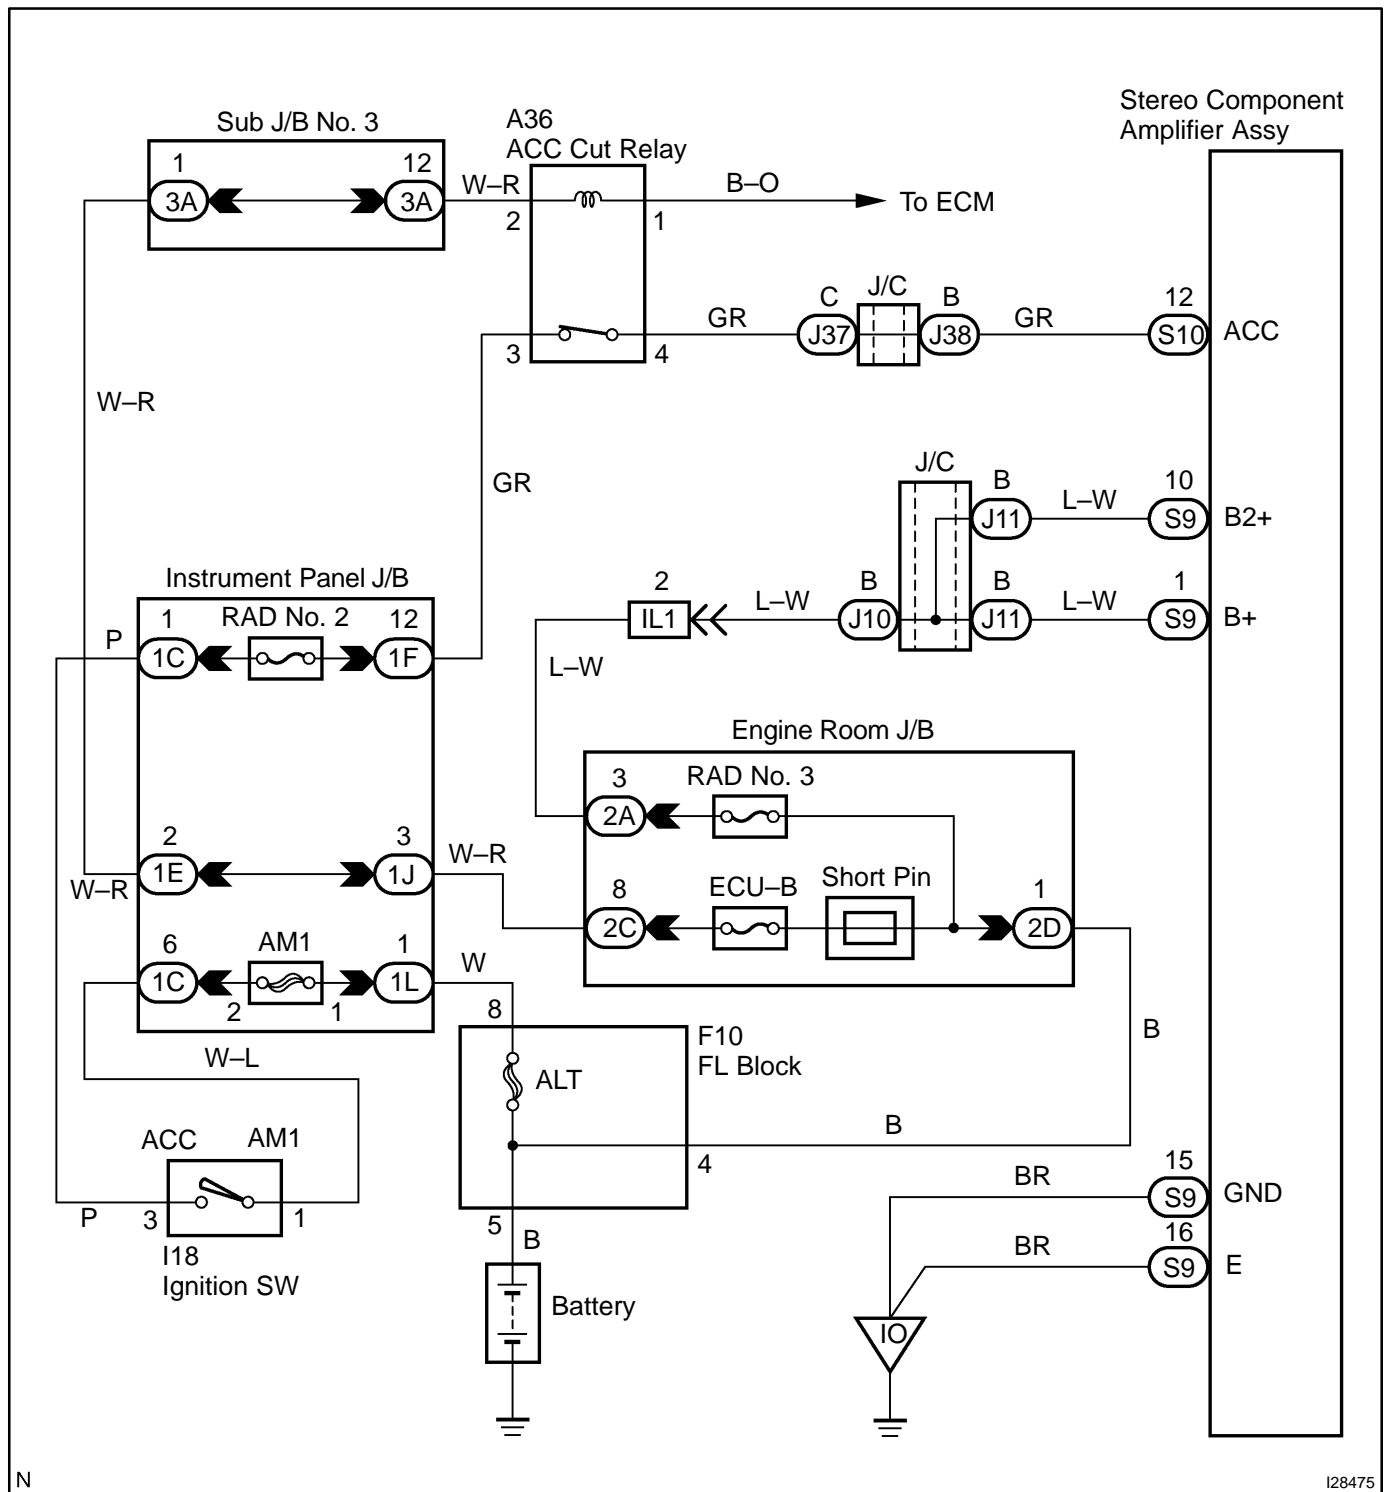 Stereo Component
Amplifier Assy
Sub J/B No. 3
A36
ACC Cut Relay
1
12
3A
3A
W–R
B–O
To ECM
2
1
C
J/C
B
12
GR
J37
J38
GR
S10
ACC
3
4
W–R
GR
J/C
B
10
J11
L–W
S9
B2+
Instrument Panel J/B
2
B
B
1
IL1
L–W
J10
J11
L–W
S9
B+
1
RAD No. 2
12
P
1C
1F
L–W
Engine Room J/B
3
RAD No. 3
2A
2
3
1E
1J
W–R
W–R
8
ECU–B
Short Pin
1
2C
2D
6
AM1
1
1C
1L
W
2
1
8
F10
FL Block
B
W–L
ALT
ACC
AM1
B
4
15
BR
S9
GND
P
3
1
5
B
16
BR
S9
E
I18
Ignition SW
Battery
IO
N
I28475